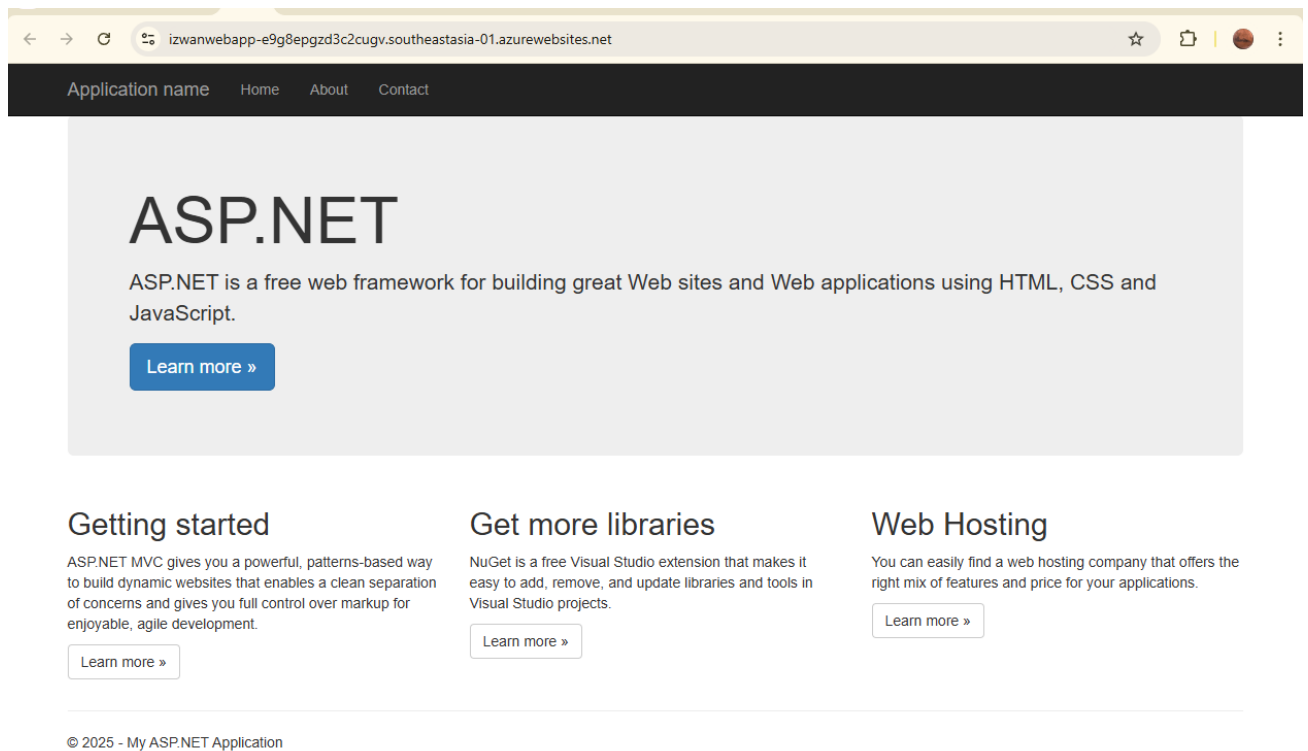 izwanwebapp-e9g8epgzd3c2cugv.southeastasia-01.azurewebsites.net
Application name Home About Contact
ASP.NET
ASP.NET is a free web framework for building great Web sites and Web applications using HTML, CSS and
JavaScript.
Learn more »
Getting started
ASP.NET MVC gives you a powerful, patterns-based way
to build dynamic websites that enables a clean separation
of concerns and gives you full control over markup for
enjoyable, agile development.
Learn more »
Get more libraries
NuGet is a free Visual Studio extension that makes it
easy to add, remove, and update libraries and tools in
Visual Studio projects.
Learn more »
Web Hosting
You can easily find a web hosting company that offers the
right mix of features and price for your applications.
Learn more »
© 2025 - My ASP.NET Application